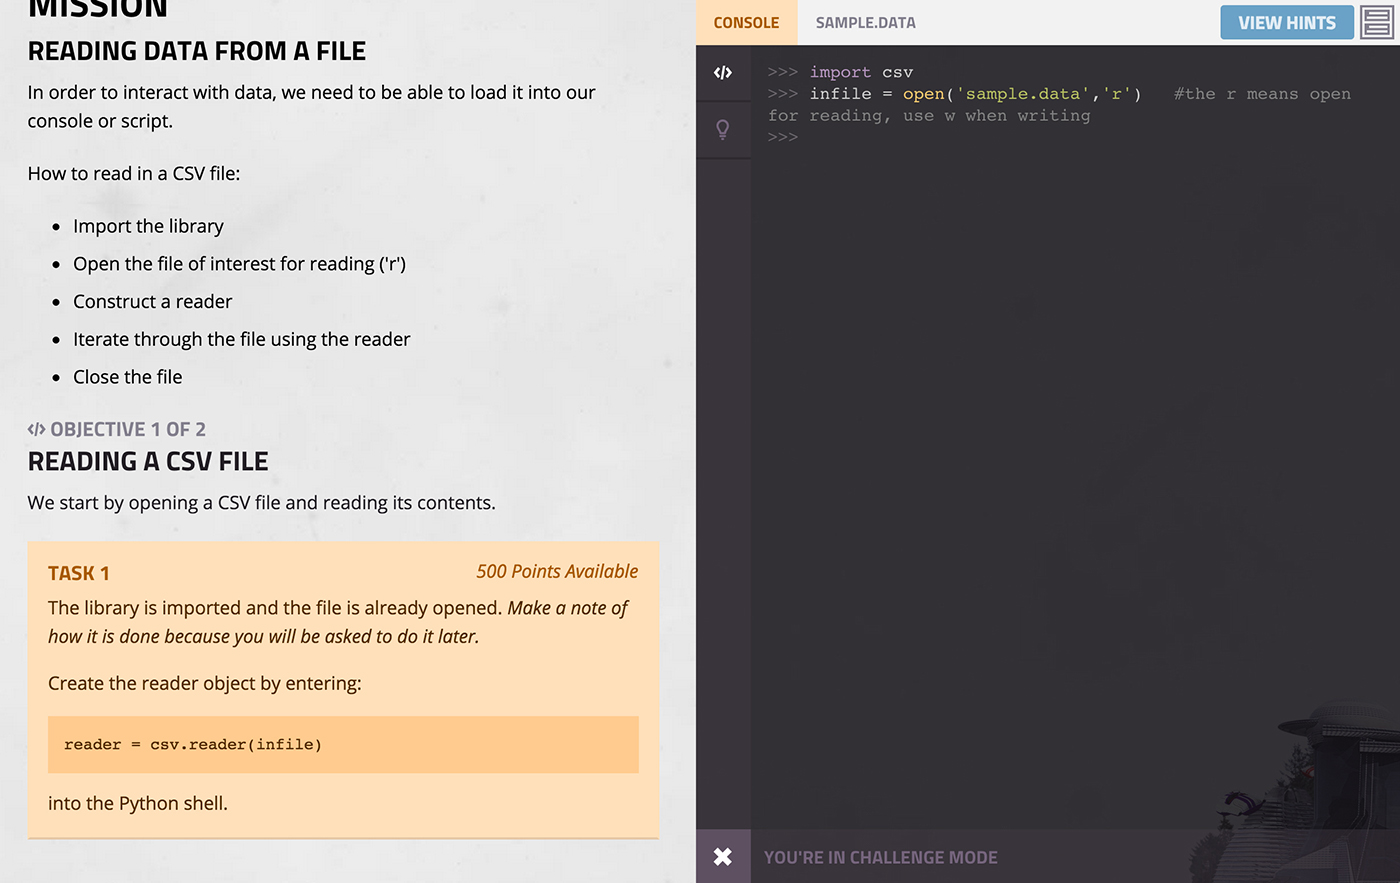 MISSION
READING DATA FROM A FILE
In order to interact with data, we need to be able to load it into our
console or script.
How to read in a CSV file:
• Import the library
• Open the file of interest for reading ('r')
• Construct a reader
• Iterate through the file using the reader
• Close the file
</> OBJECTIVE 1 OF 2
READING A CSV FILE
We start by opening a CSV file and reading its contents.
TASK 1
500 Points Available
The library is imported and the file is already opened. Make a note of
how it is done because you will be asked to do it later.
Create the reader object by entering:
reader = csv.reader(infile)
into the Python shell.
CONSOLE
SAMPLE.DATA
VIEW HINTS
</>
>>> import csv
>>> infile = open('sample.data','r')   #the r means open
for reading, use w when writing
>>>
YOU'RE IN CHALLENGE MODE